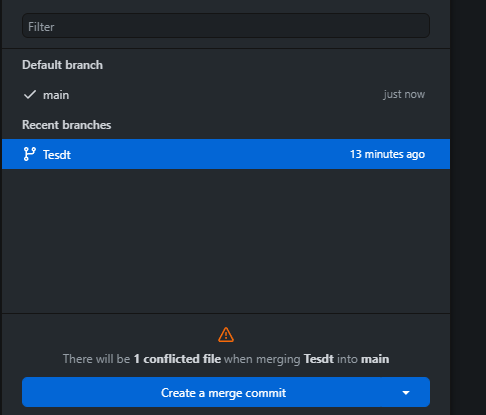 Filter
Default branch
main just now
Recent branches
Tesdt 13 minutes ago
There will be 1 conflicted file when merging Tesdt into main
Create a merge commit